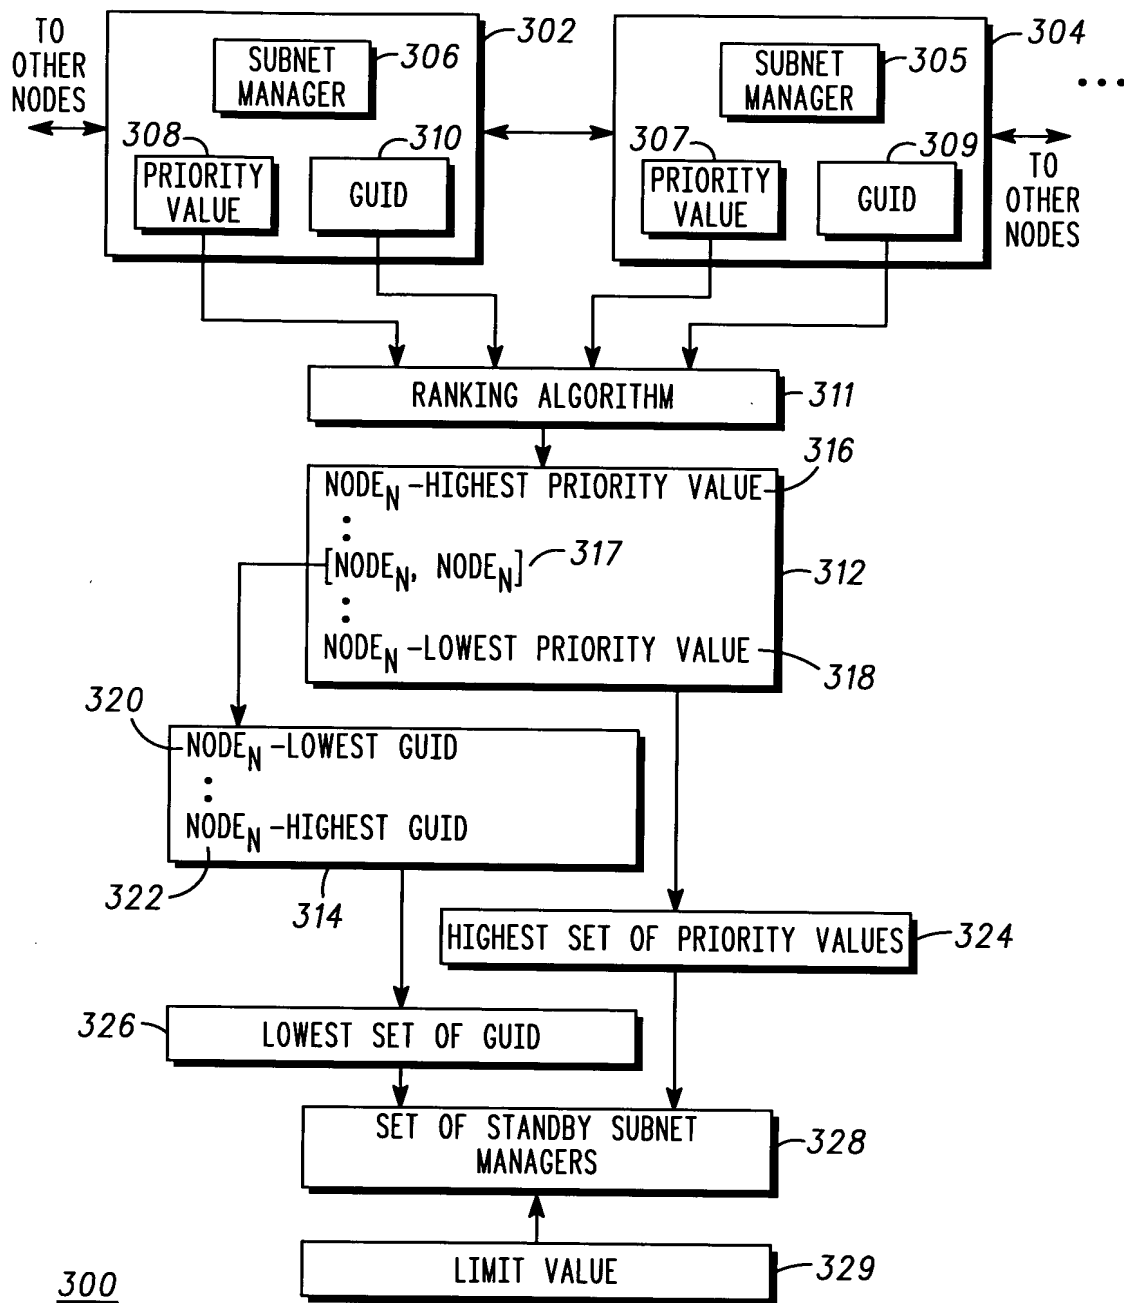 TO
OTHER
NODES
302
SUBNET
MANAGER
306
308
PRIORITY
VALUE
310
GUID
304
SUBNET
MANAGER
305
307
PRIORITY
VALUE
309
GUID
TO
OTHER
NODES
RANKING ALGORITHM
311
316
NODEN-HIGHEST PRIORITY VALUE
[NODEN, NODEN]
317
312
NODEN-LOWEST PRIORITY VALUE
318
320
NODEN-LOWEST GUID
NODEN-HIGHEST GUID
322
314
HIGHEST SET OF PRIORITY VALUES
324
326
LOWEST SET OF GUID
SET OF STANDBY SUBNET
MANAGERS
328
LIMIT VALUE
329
300